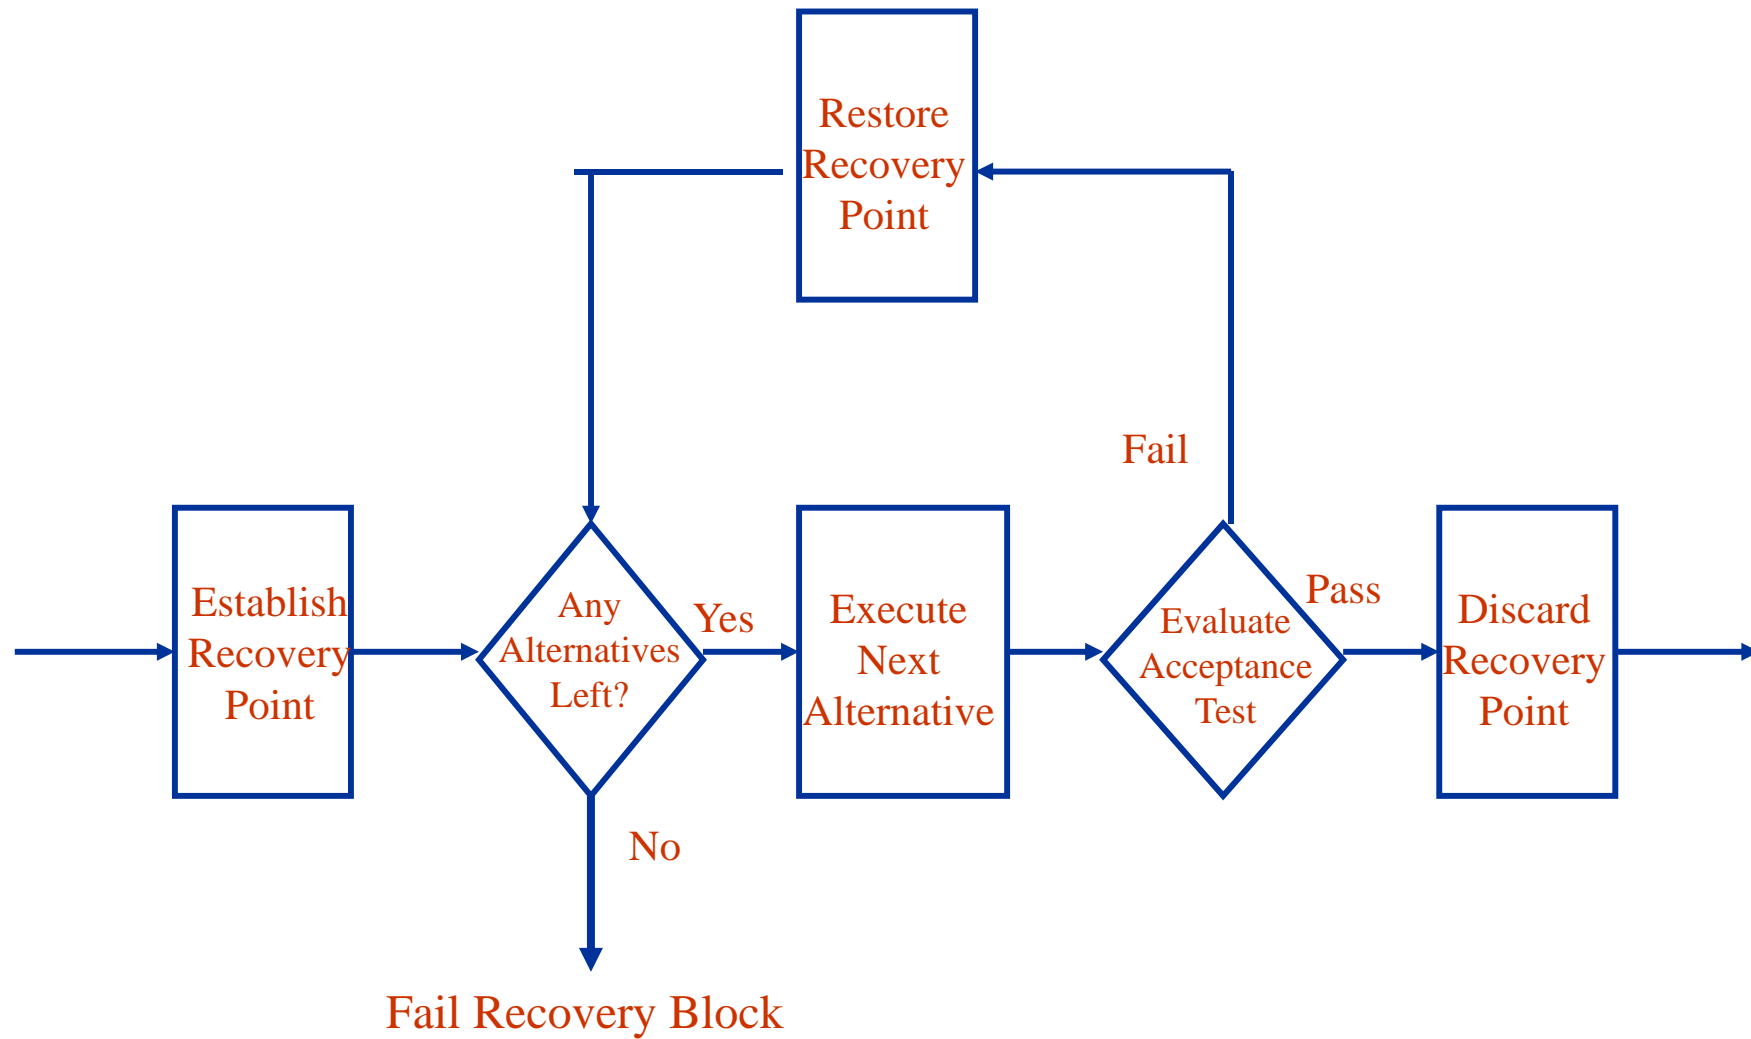 Restore
Recovery
Point
Fail
Establish
Recovery
Point
Any
Alternatives
Left?
Yes
Execute
Next
Alternative
Evaluate
Acceptance
Test
Pass
Discard
Recovery
Point
No
Fail Recovery Block